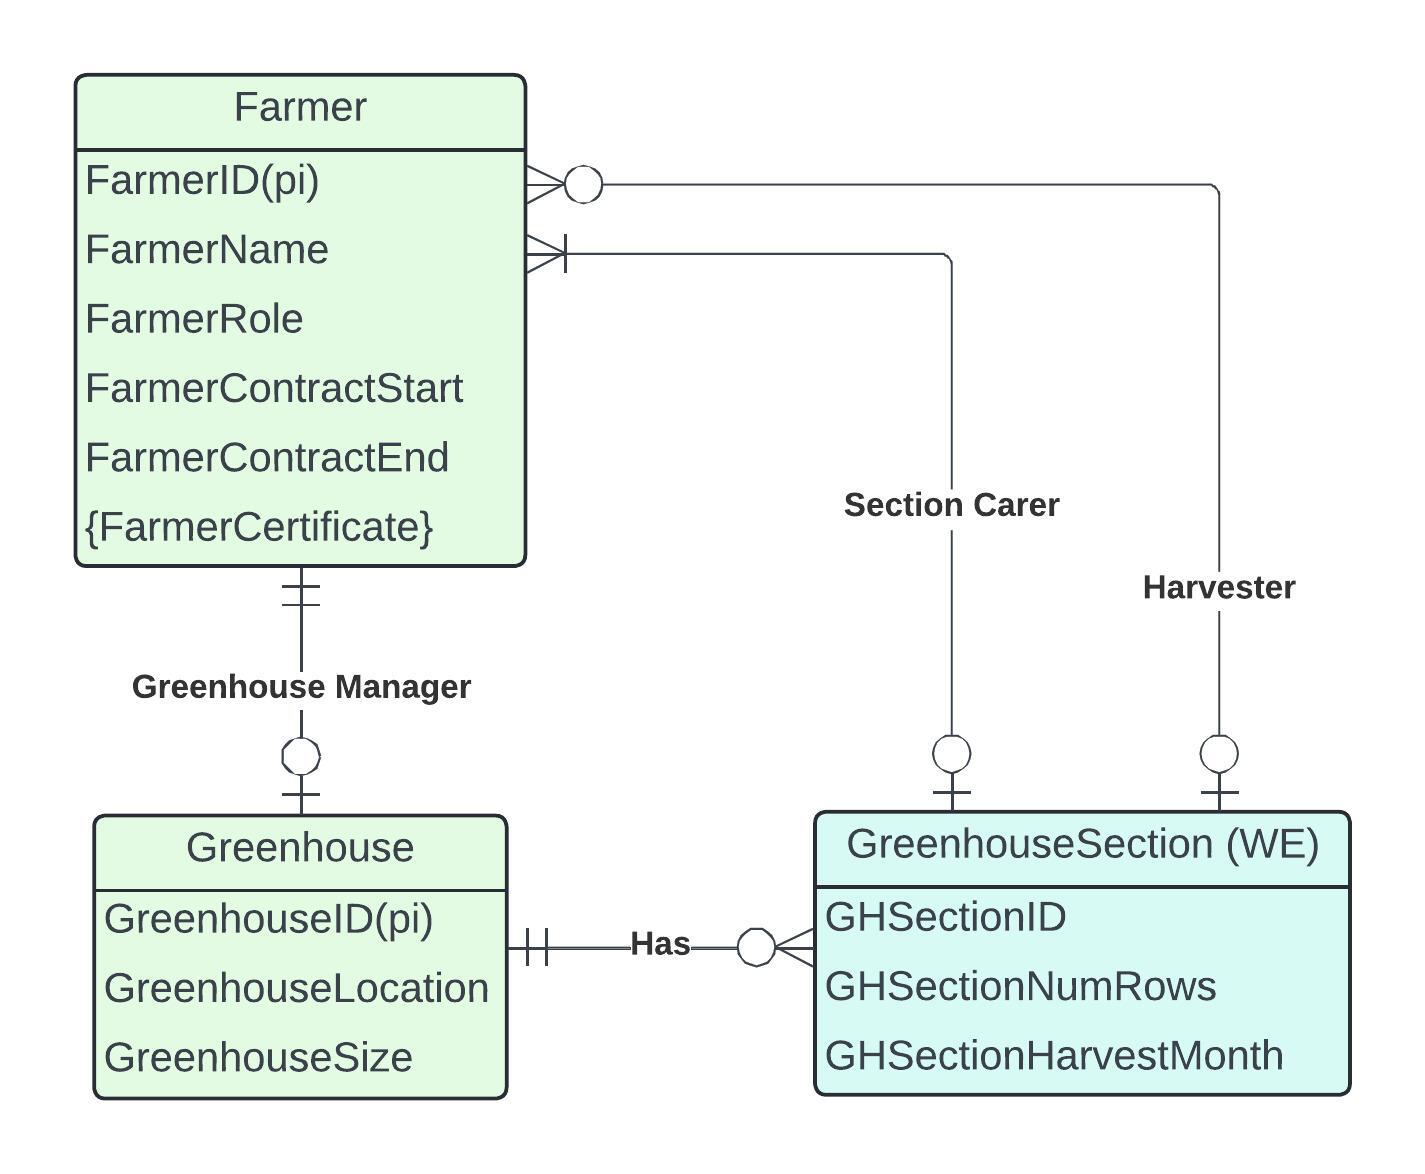 Farmer
FarmerID(pi)
FarmerName
FarmerRole
FarmerContractStart
FarmerContractEnd
{FarmerCertificate}
Section Carer
Harvester
Greenhouse Manager
Greenhouse
GreenhouseID(pi)
GreenhouseLocation
GreenhouseSize
Has
GreenhouseSection (WE)
GHSectionID
GHSectionNumRows
GHSectionHarvestMonth